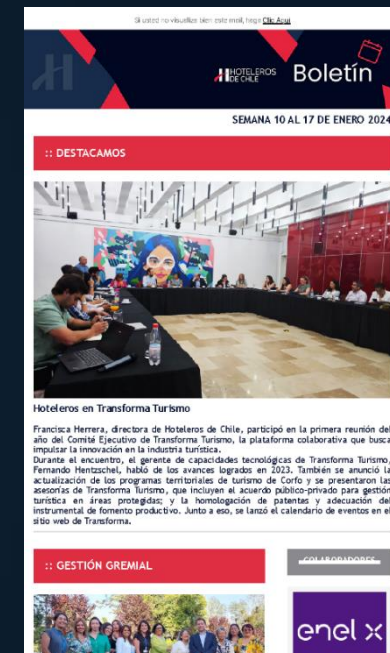 Si usted no visualiza bien este mail, haga Clic Aquí
HOTELEROS
DE CHILE
Boletín
SEMANA 10 AL 17 DE ENERO 2024
:: DESTACAMOS
Hoteleros en Transforma Turismo
Francisca Herrera, directora de Hoteleros de Chile, participó en la primera reunión del
año del Comité Ejecutivo de Transforma Turismo, la plataforma colaborativa que busca
impulsar la innovación en la industria turística.
Durante el encuentro, el gerente de capacidades tecnológicas de Transforma Turismo,
Fernando Hentzschel, habló de los avances logrados en 2023. También se anunció la
actualización de los programas territoriales de turismo de Corfo y se presentaron las
asesorías de Transforma Turismo, que incluyen el acuerdo público-privado para gestión
turística en áreas protegidas; y la homologación de patentes y adecuación del
instrumental de fomento productivo. Junto a eso, se lanzó el calendario de eventos en el
sitio web de Transforma.
:: GESTIÓN GREMIAL
COLABORADORES
enel x